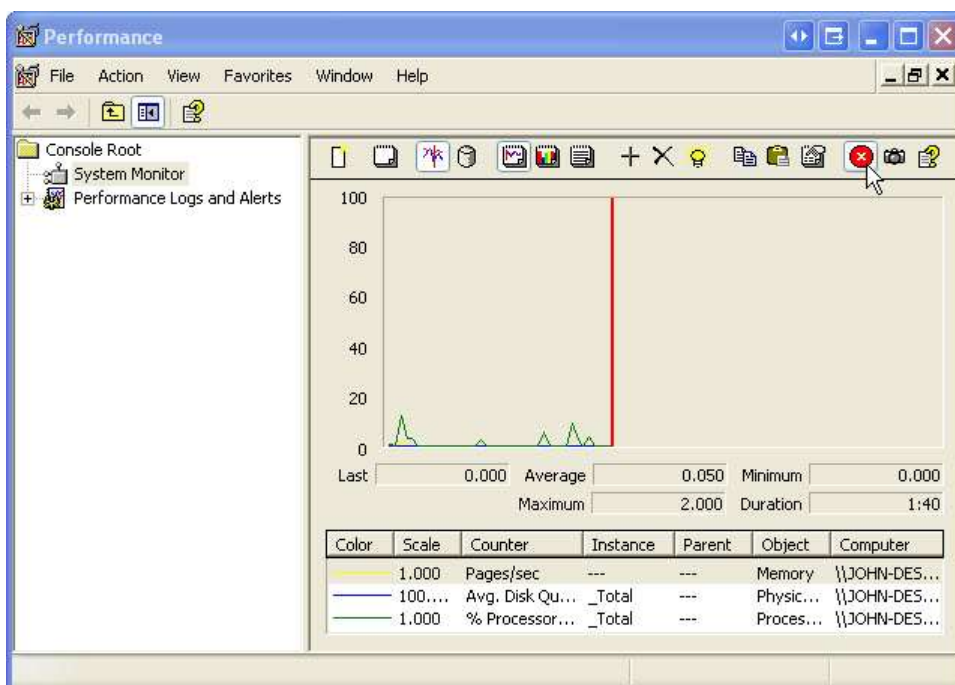 Performance
File Action View Favorites Window Help
Console Root
System Monitor
Performance Logs and Alerts
100
80
60
40
20
0
Last 0.000 Average 0.050 Minimum 0.000
Maximum 2.000 Duration 1:40
Color Scale Counter Instance Parent Object Computer
1.000 Pages/sec --- --- Memory \\JOHN-DES...
100.... Avg. Disk Qu... _Total --- Physic... \\JOHN-DES...
1.000 % Processor... _Total --- Proces... \\JOHN-DES...